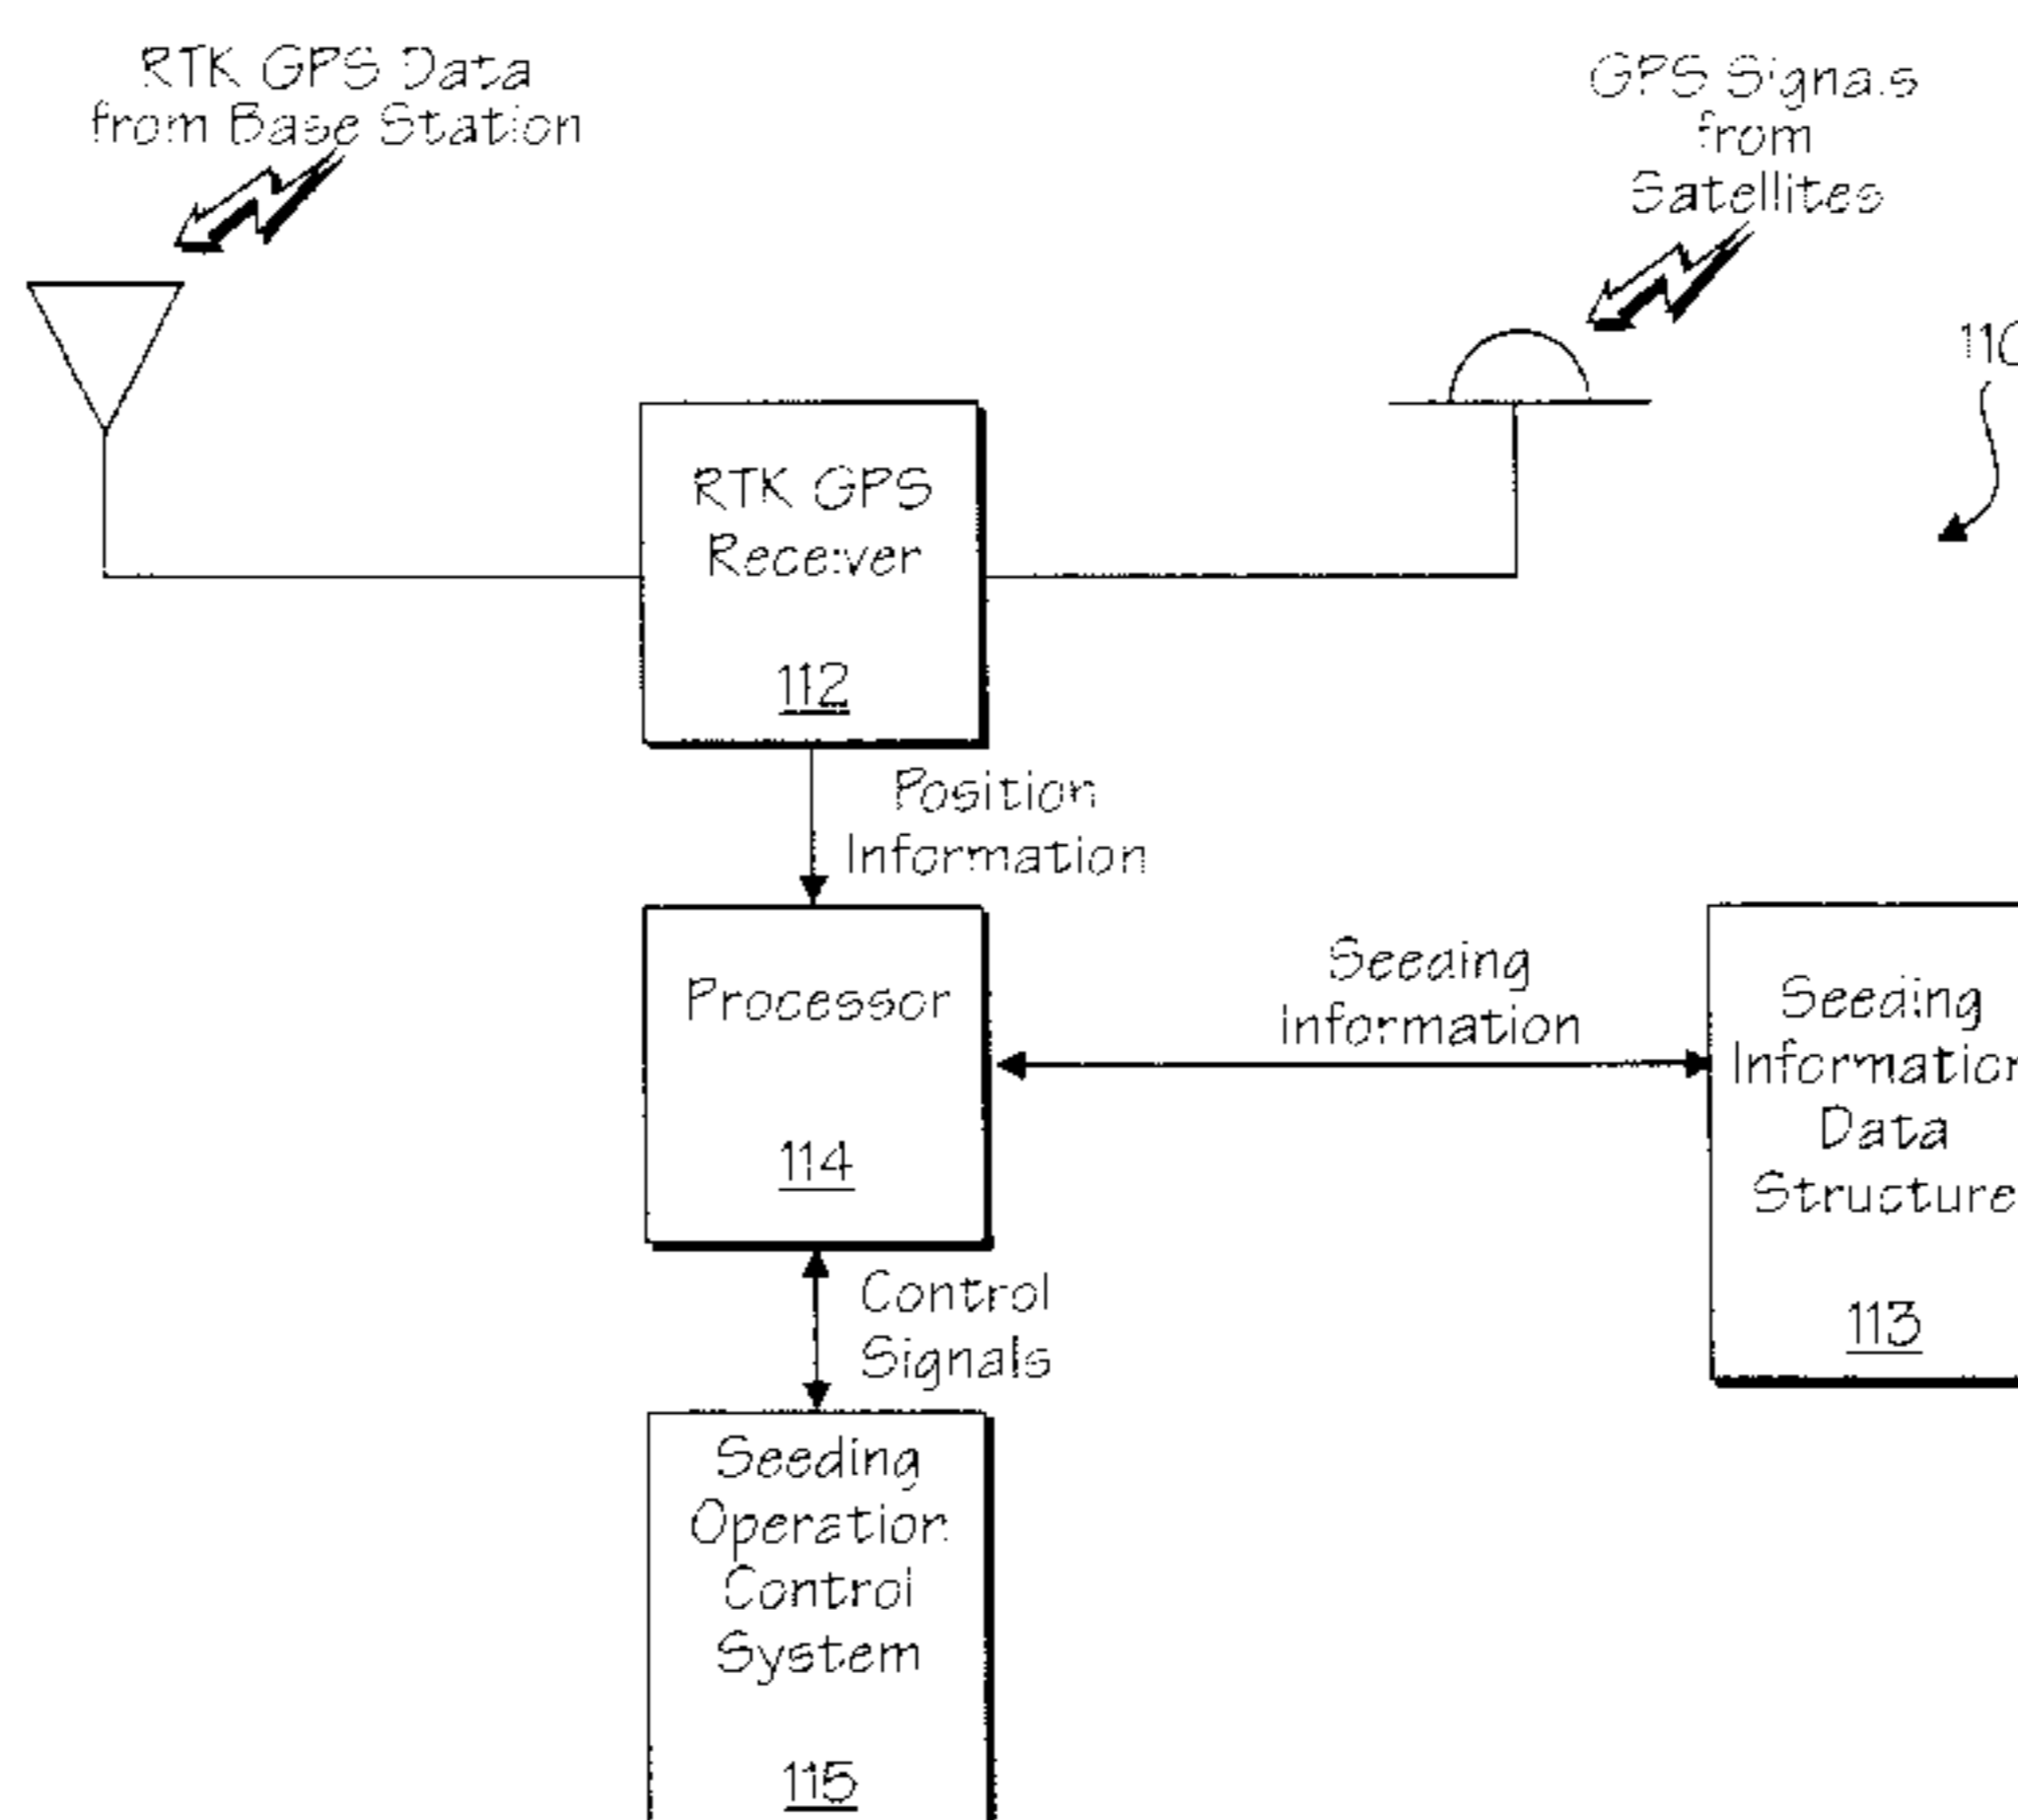 RTK GPS Data
from Base Station
GPS Signals
from
Satellites
110
RTK GPS
Receiver
112
Position
Information
Processor
114
Seeding
Information
Seeding
Information
Data
Structure
113
Control
Signals
Seeding
Operation
Control
System
115